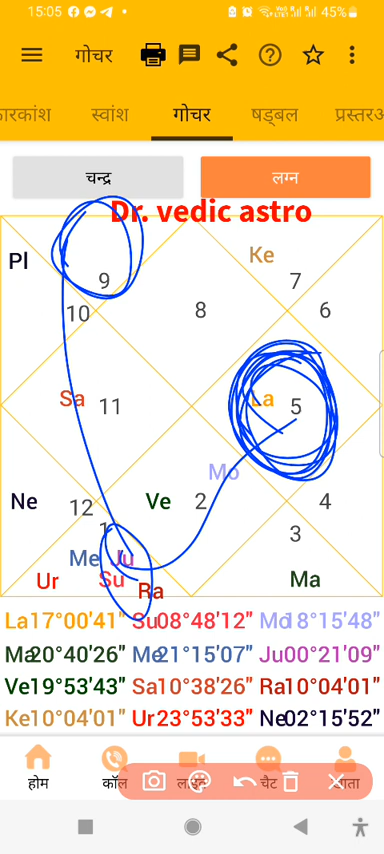 15:05 45%
गोचर
कारकांश स्वांश गोचर षड्बल
चन्द्र लग्न
Dr. vedic astro
Pl Ke
9 7
10 8 6
Sa 11 La 5
Mo
Ne 12 Ve 2 4
1 3
Me Ju
Ur Su Ra Ma
La17°00'41" Su08°48'12" Mo18°15'48"
Ma20°40'26" Me21°15'07" Ju00°21'09"
Ve19°53'43" Sa10°38'26" Ra10°04'01"
Ke10°04'01" Ur23°53'33" Ne02°15'52"
होम कॉल चैट